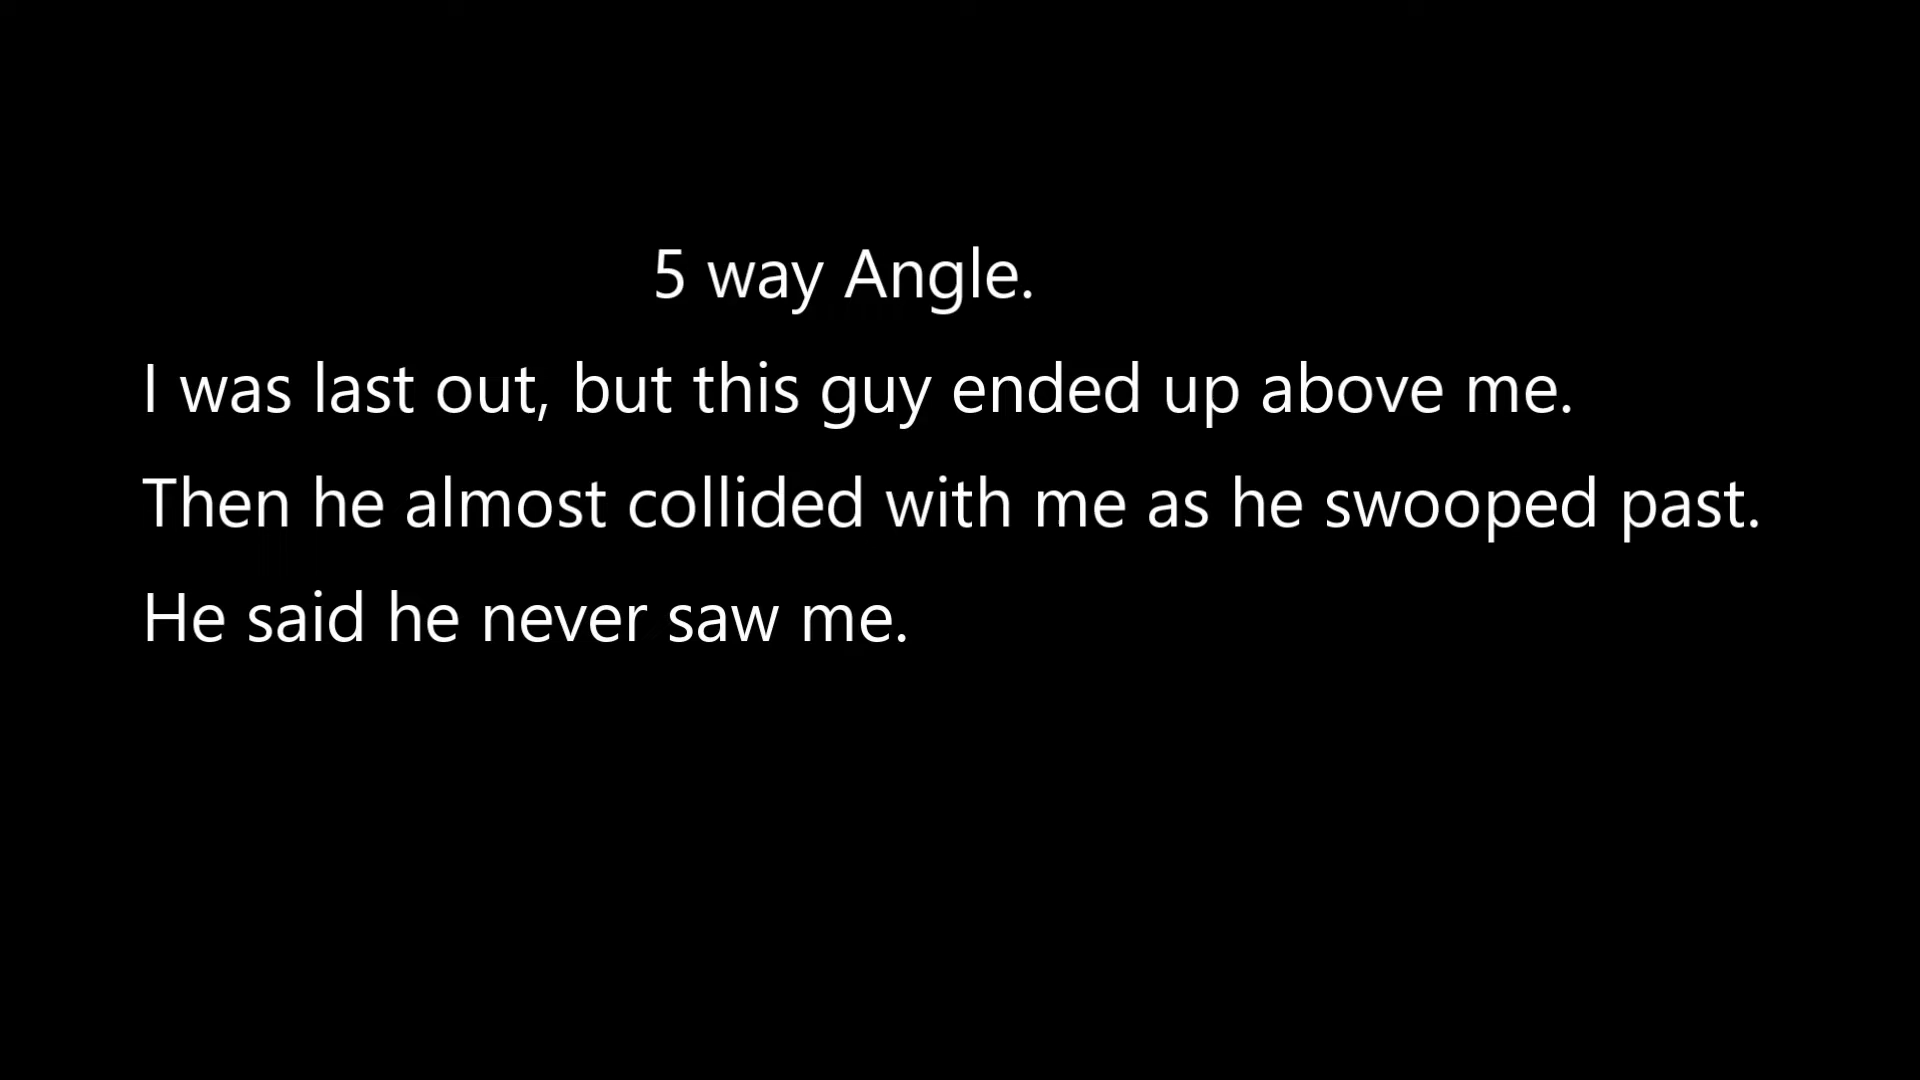 5 way Angle.
I was last out, but this guy ended up above me.
Then he almost collided with me as he swooped past.
He said he never saw me.